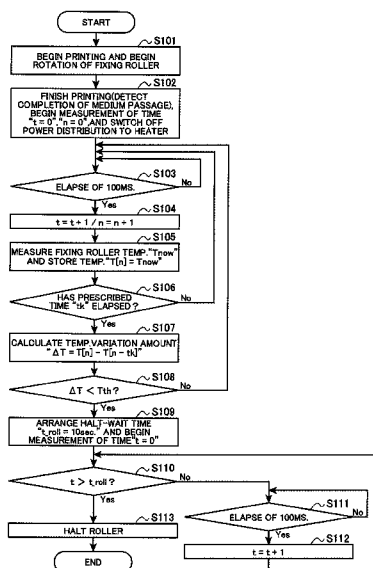 START
S101
BEGIN PRINTING AND BEGIN
ROTATION OF FIXING ROLLER
S102
FINISH PRINTING(DETECT
COMPLETION OF MEDIUM PASSAGE),
BEGIN MEASUREMENT OF TIME
"t = 0","n = 0",AND SWITCH OFF
POWER DISTRIBUTION TO HEATER
S103
ELAPSE OF 100MS.
No
Yes
S104
t = t + 1 / n = n + 1
S105
MEASURE FIXING ROLLER TEMP."Tnow"
AND STORE TEMP."T[n] = Tnow"
S106
HAS PRESCRIBED
TIME "tk" ELAPSED ?
No
Yes
S107
CALCULATE TEMP.VARIATION AMOUNT
"ΔT = T[n] - T[n - tk]"
S108
ΔT < Tth ?
No
Yes
S109
ARRANGE HALT-WAIT TIME
"t_roll = 10sec." AND BEGIN
MEASUREMENT OF TIME"t = 0"
S110
t > t_roll ?
No
Yes
S111
ELAPSE OF 100MS.
No
Yes
S113
HALT ROLLER
S112
t = t + 1
END